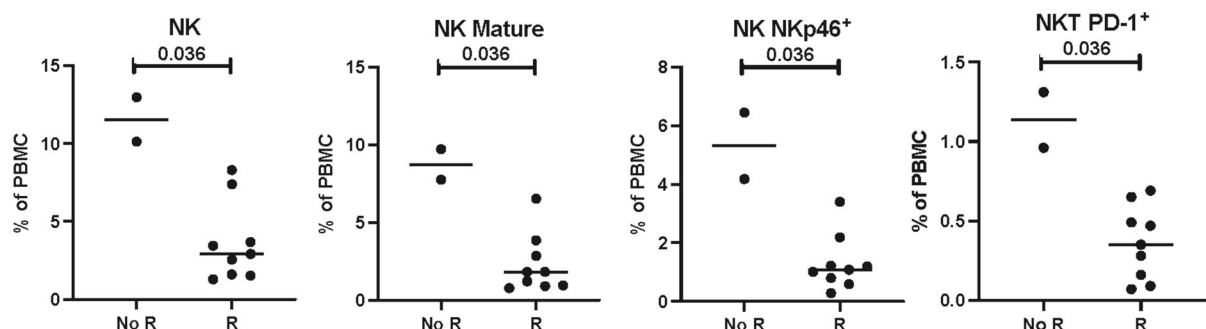 NK
0.036
15
10
5
0
% of PBMC
No R
R
NK Mature
0.036
15
10
5
0
% of PBMC
No R
R
NK NKp46+
0.036
8
6
4
2
0
% of PBMC
No R
R
NKT PD-1+
0.036
1.5
1.0
0.5
0.0
% of PBMC
No R
R